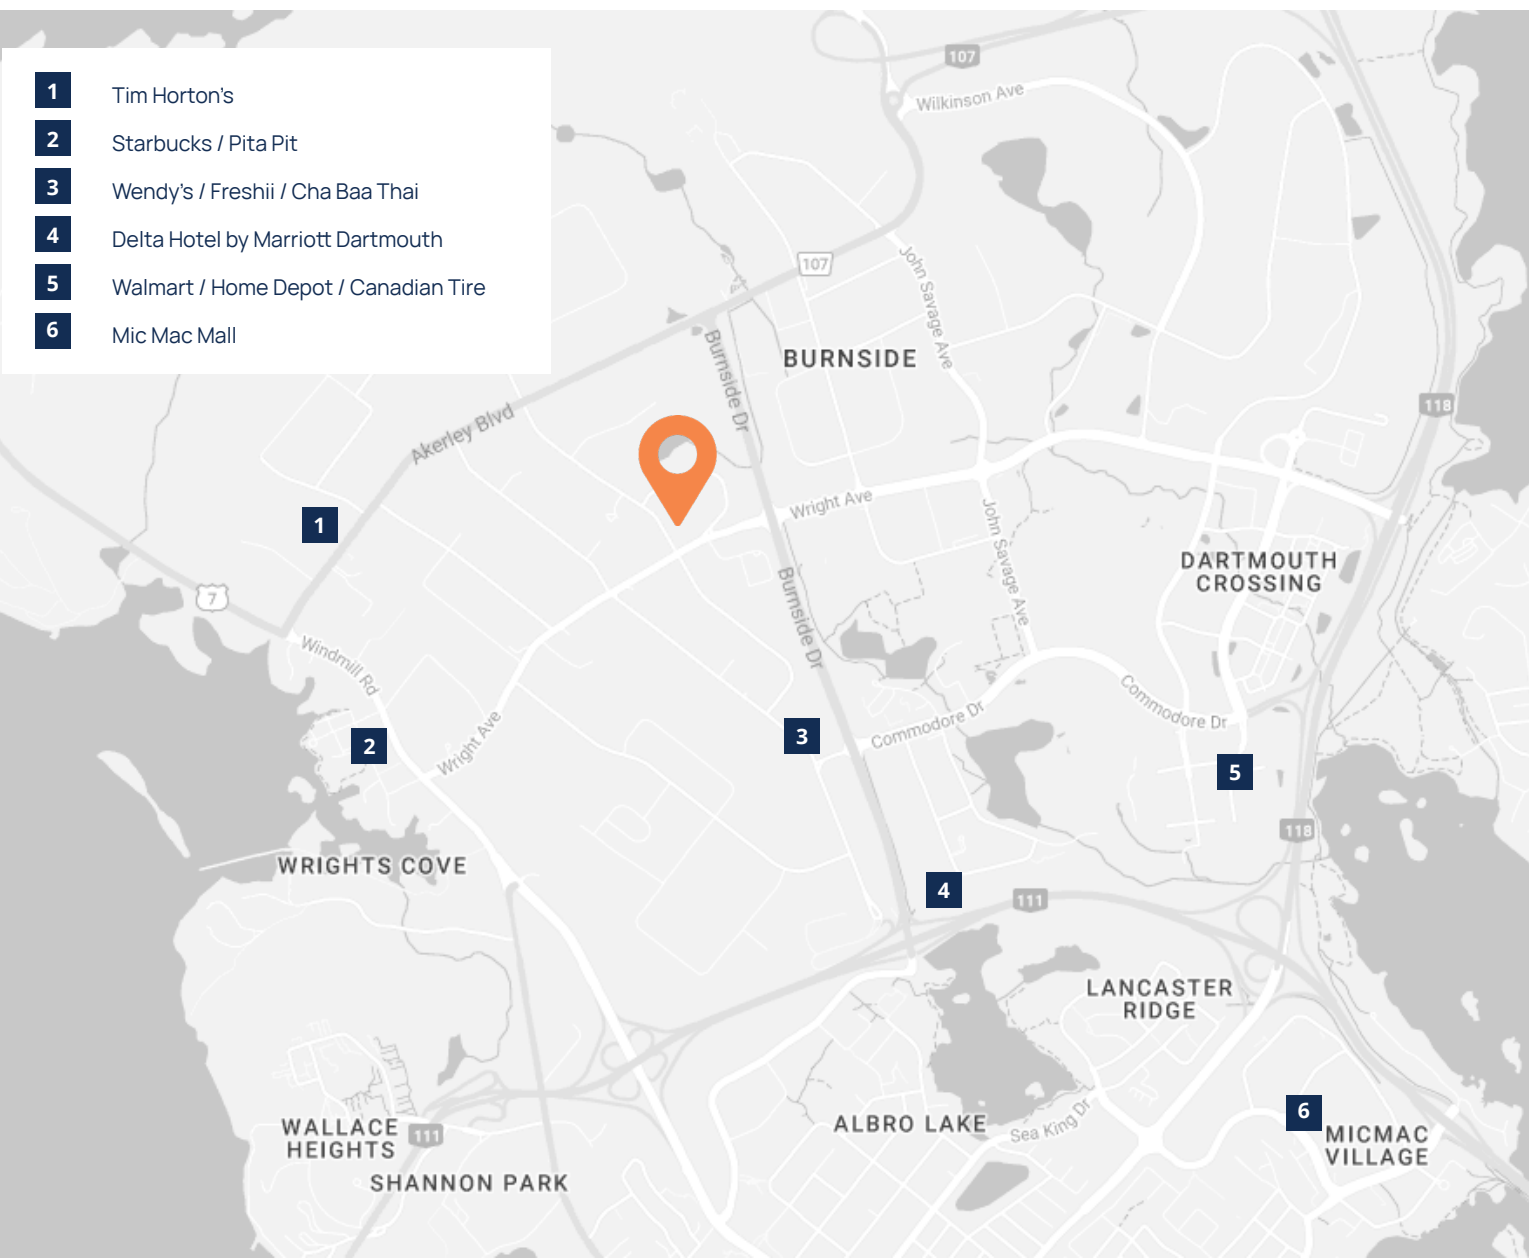 1 Tim Horton's
2 Starbucks / Pita Pit
3 Wendy's / Freshii / Cha Baa Thai
4 Delta Hotel by Marriott Dartmouth
5 Walmart / Home Depot / Canadian Tire
6 Mic Mac Mall
107
Wilkinson Ave
107
John Savage Ave
Burnside Dr
BURNSIDE
118
Akerley Blvd
Wright Ave
1
John Savage Ave
DARTMOUTH
CROSSING
7
Burnside Dr
Windmill Rd
Commodore Dr
Commodore Dr
Wright Ave
2
3
5
118
WRIGHTS COVE
4
111
LANCASTER
RIDGE
6
ALBRO LAKE
Sea King Dr
MICMAC
VILLAGE
WALLACE
HEIGHTS
111
SHANNON PARK